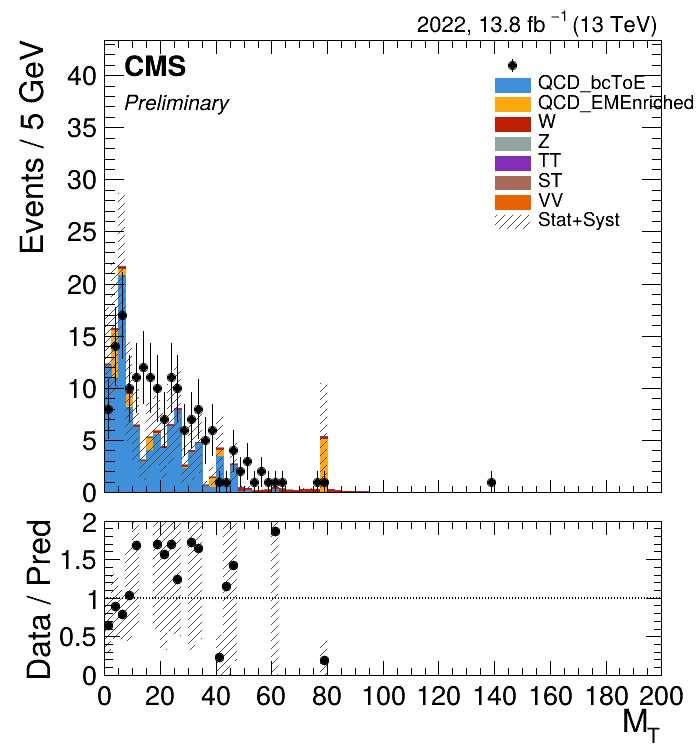 2022, 13.8 fb⁻¹ (13 TeV)
Events / 5 GeV
CMS
Preliminary
QCD_bcToE
QCD_EMEnriched
W
Z
TT
ST
VV
Stat+Syst
40
35
30
25
20
15
10
5
0
Data / Pred
2
1.5
1
0.5
0
0 20 40 60 80 100 120 140 160 180 200
M_T